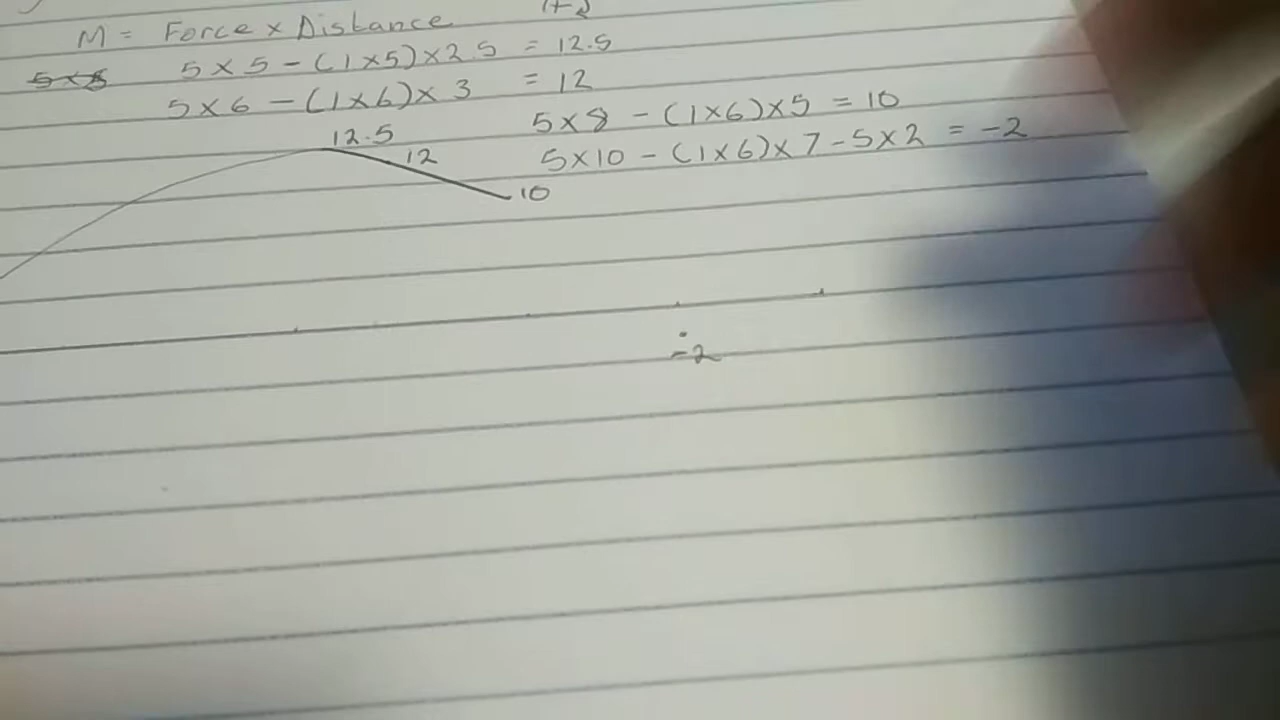 M = Force × Distance
5 × 5 - (1×5)×2.5 = 12.5
5 × 6 - (1×6)× 3 = 12
5×8 - (1×6)×5 = 10
5×10 - (1×6)×7 - 5×2 = -2
12.5
12
10
-2